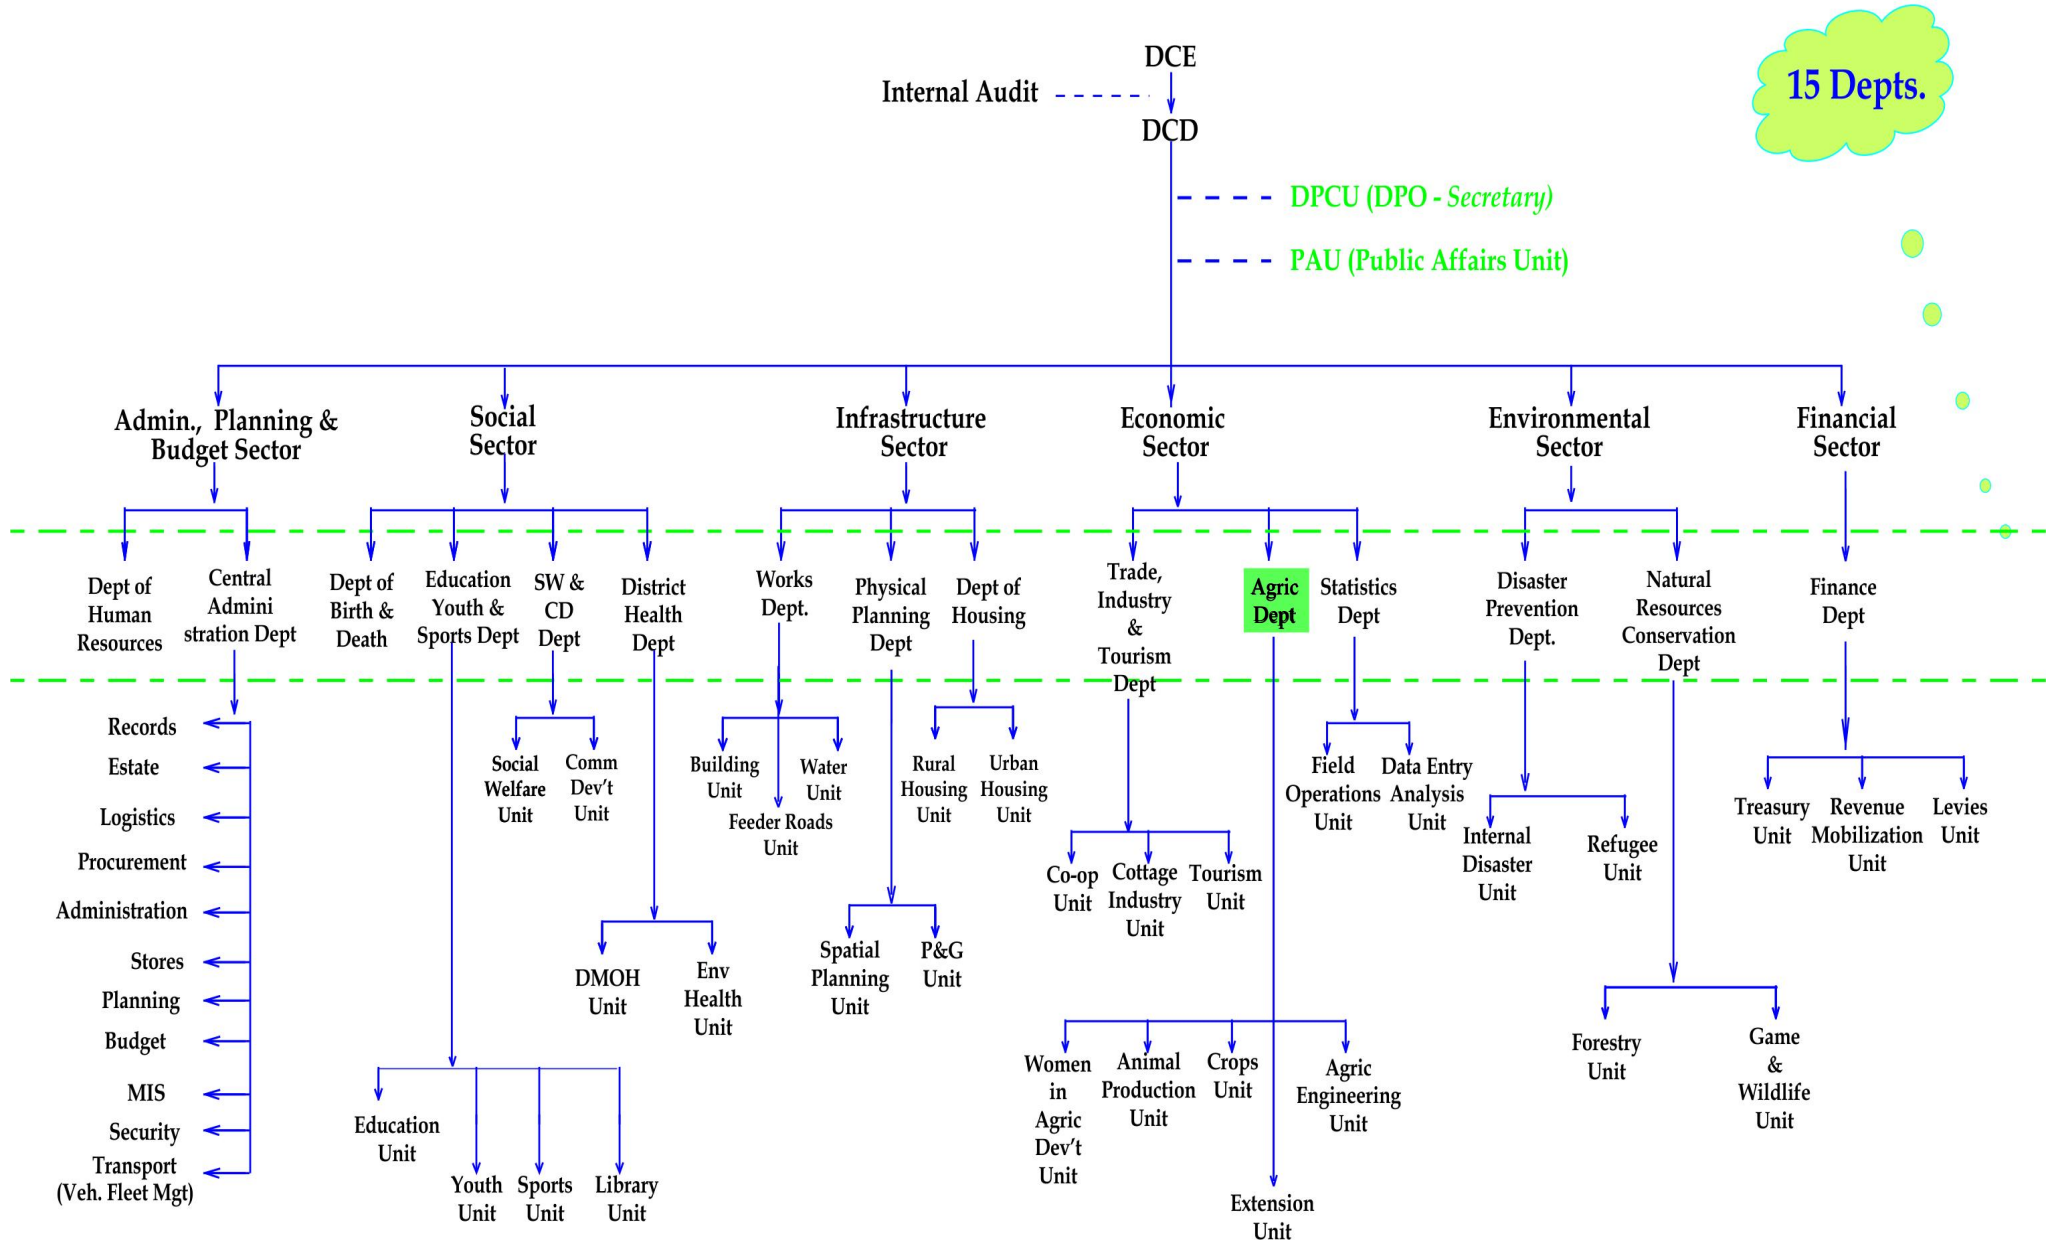 DCE
15 Depts.
Internal Audit
DCD
DPCU (DPO - Secretary)
PAU (Public Affairs Unit)
Admin., Planning &
Budget Sector
Social
Sector
Infrastructure
Sector
Economic
Sector
Environmental
Sector
Financial
Sector
Dept of
Human
Resources
Central
Admini
stration Dept
Dept of
Birth &
Death
Education
Youth &
Sports Dept
SW &
CD
Dept
District
Health
Dept
Works
Dept.
Physical
Planning
Dept
Dept of
Housing
Trade,
Industry
&
Tourism
Dept
Agric
Dept
Statistics
Dept
Disaster
Prevention
Dept.
Natural
Resources
Conservation
Dept
Finance
Dept
Records
Estate
Logistics
Procurement
Administration
Stores
Planning
Budget
MIS
Security
Transport
(Veh. Fleet Mgt)
Education
Unit
Youth
Unit
Sports
Unit
Library
Unit
Social
Welfare
Unit
Comm
Dev't
Unit
DMOH
Unit
Env
Health
Unit
Building
Unit
Water
Unit
Feeder Roads
Unit
Spatial
Planning
Unit
P&G
Unit
Rural
Housing
Unit
Urban
Housing
Unit
Co-op
Unit
Cottage
Industry
Unit
Tourism
Unit
Women
in
Agric
Dev't
Unit
Animal
Production
Unit
Crops
Unit
Agric
Engineering
Unit
Extension
Unit
Field
Operations
Unit
Data Entry
Analysis
Unit
Internal
Disaster
Unit
Refugee
Unit
Forestry
Unit
Game
&
Wildlife
Unit
Treasury
Unit
Revenue
Mobilization
Unit
Levies
Unit